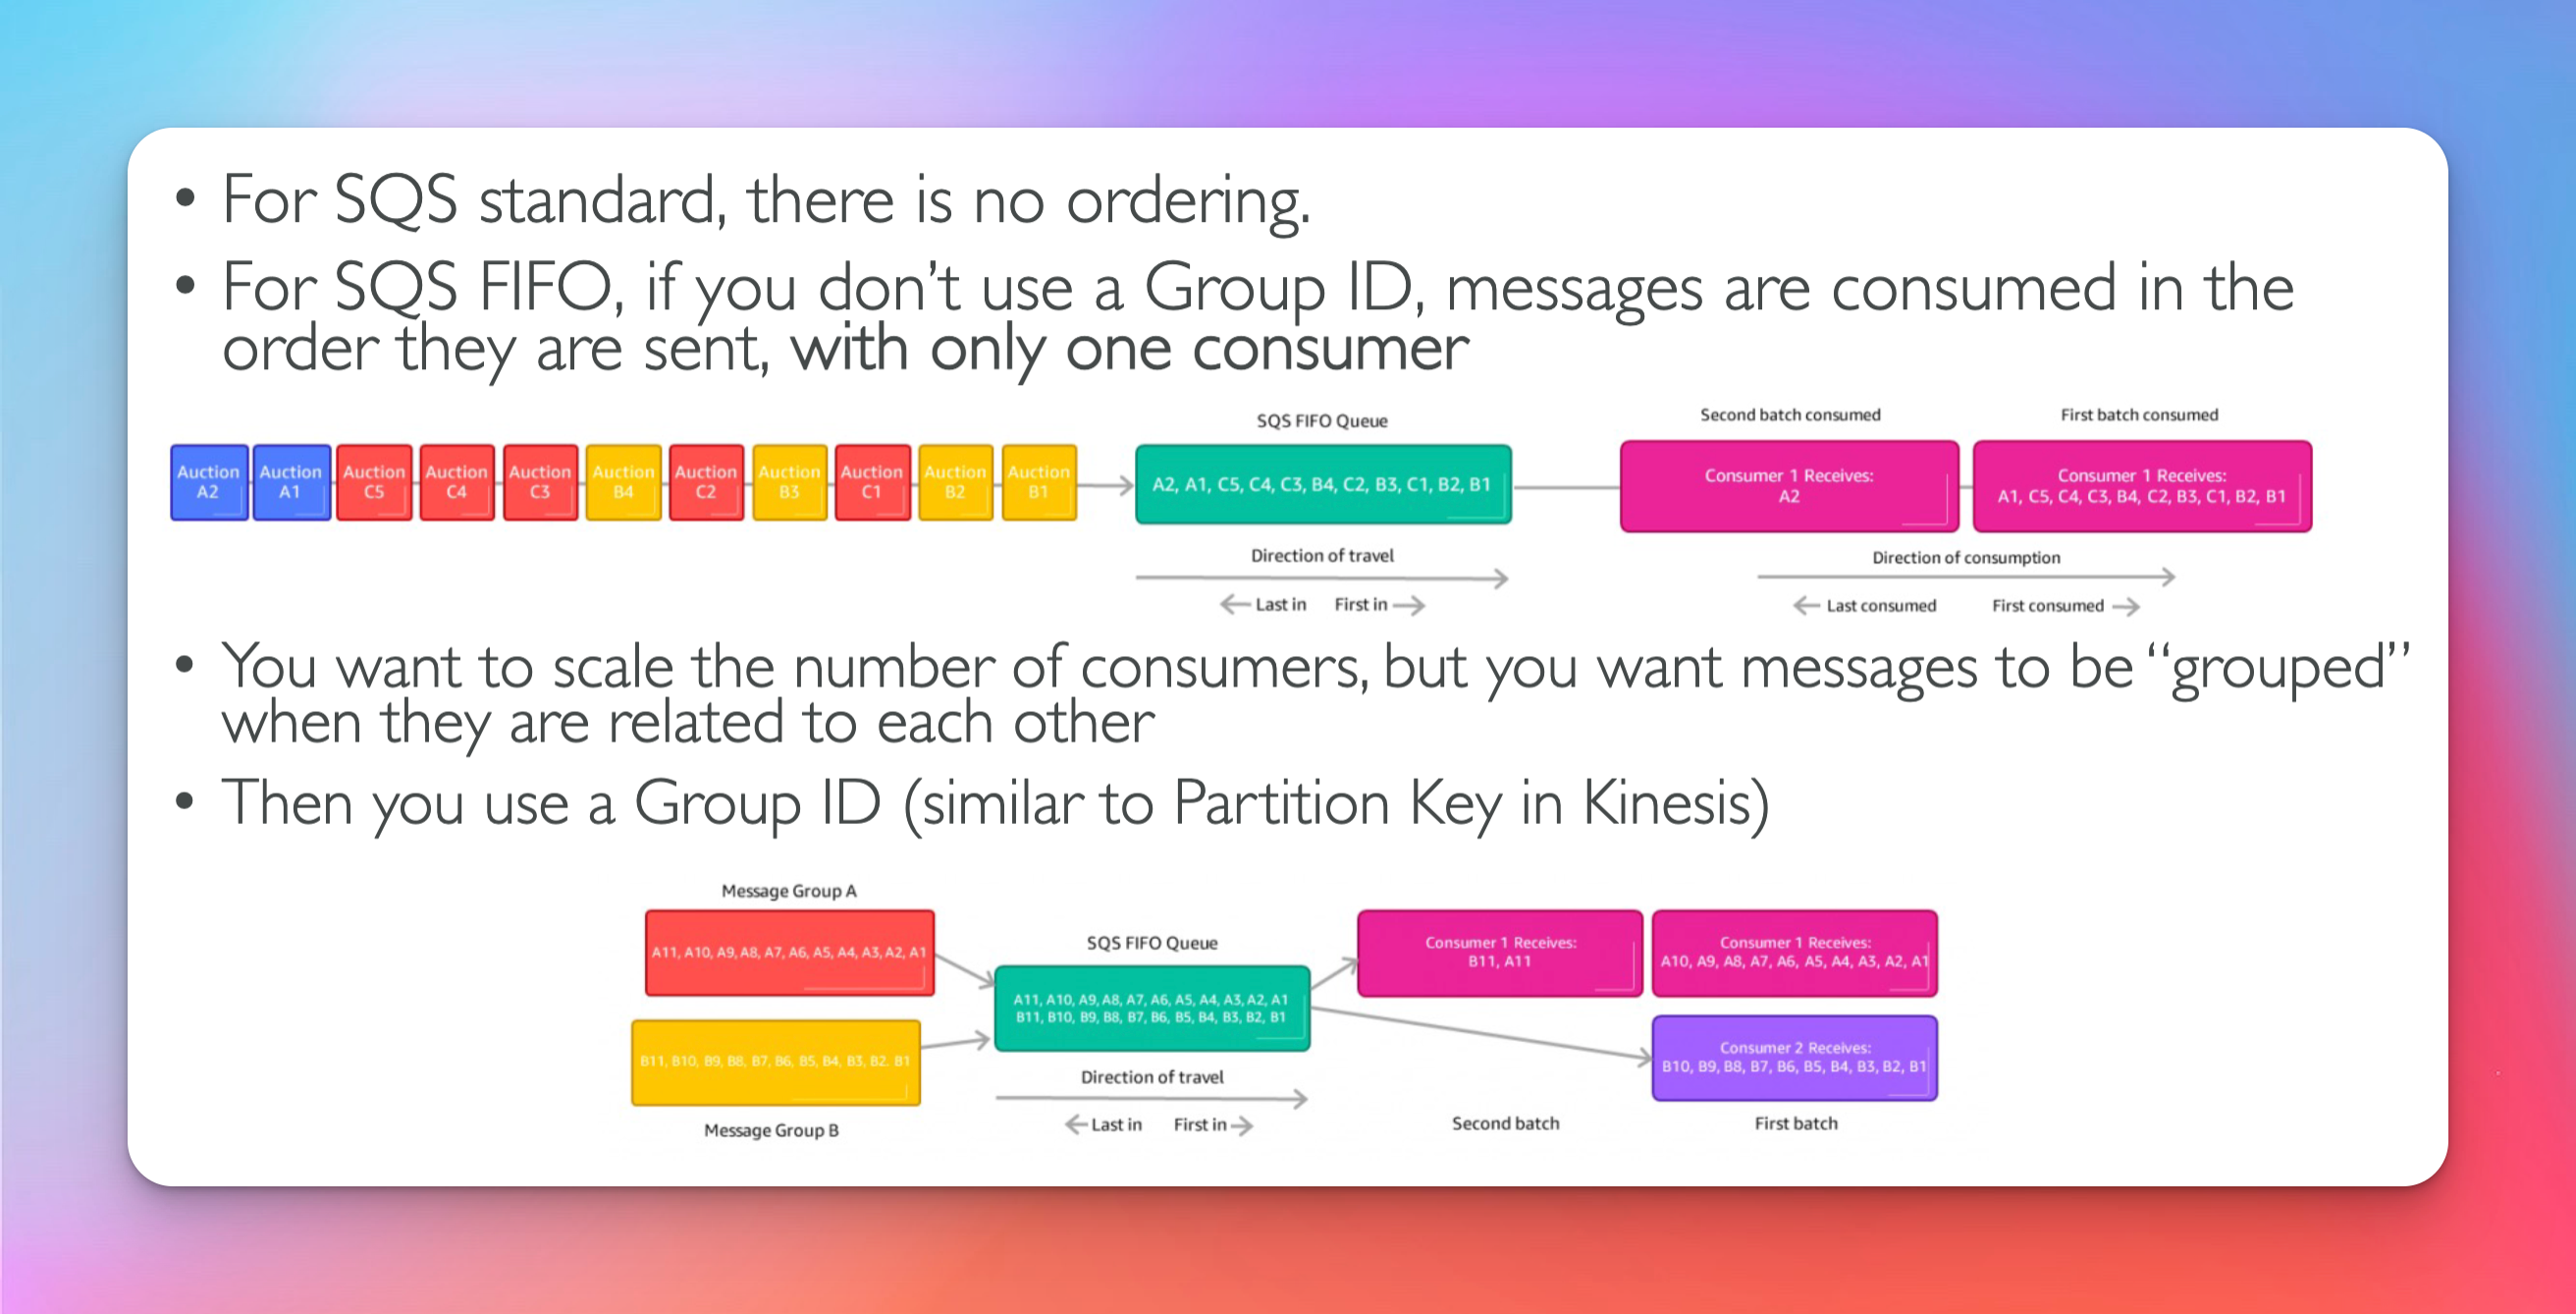 • For SQS standard, there is no ordering.
• For SQS FIFO, if you don’t use a Group ID, messages are consumed in the
order they are sent, with only one consumer
SQS FIFO Queue
Second batch consumed
First batch consumed
Auction
A2
Auction
A1
Auction
C5
Auction
C4
Auction
C3
Auction
B4
Auction
C2
Auction
B3
Auction
C1
Auction
B2
Auction
B1
A2, A1, C5, C4, C3, B4, C2, B3, C1, B2, B1
Consumer 1 Receives:
A2
Consumer 1 Receives:
A1, C5, C4, C3, B4, C2, B3, C1, B2, B1
Direction of travel
Last in
First in
Direction of consumption
Last consumed
First consumed
• You want to scale the number of consumers, but you want messages to be “grouped”
when they are related to each other
• Then you use a Group ID (similar to Partition Key in Kinesis)
Message Group A
A11, A10, A9, A8, A7, A6, A5, A4, A3, A2, A1
B11, B10, B9, B8, B7, B6, B5, B4, B3, B2. B1
Message Group B
SQS FIFO Queue
A11, A10, A9, A8, A7, A6, A5, A4, A3, A2, A1
B11, B10, B9, B8, B7, B6, B5, B4, B3, B2, B1
Direction of travel
Last in
First in
Consumer 1 Receives:
B11, A11
Consumer 1 Receives:
A10, A9, A8, A7, A6, A5, A4, A3, A2, A1
Consumer 2 Receives:
B10, B9, B8, B7, B6, B5, B4, B3, B2, B1
Second batch
First batch